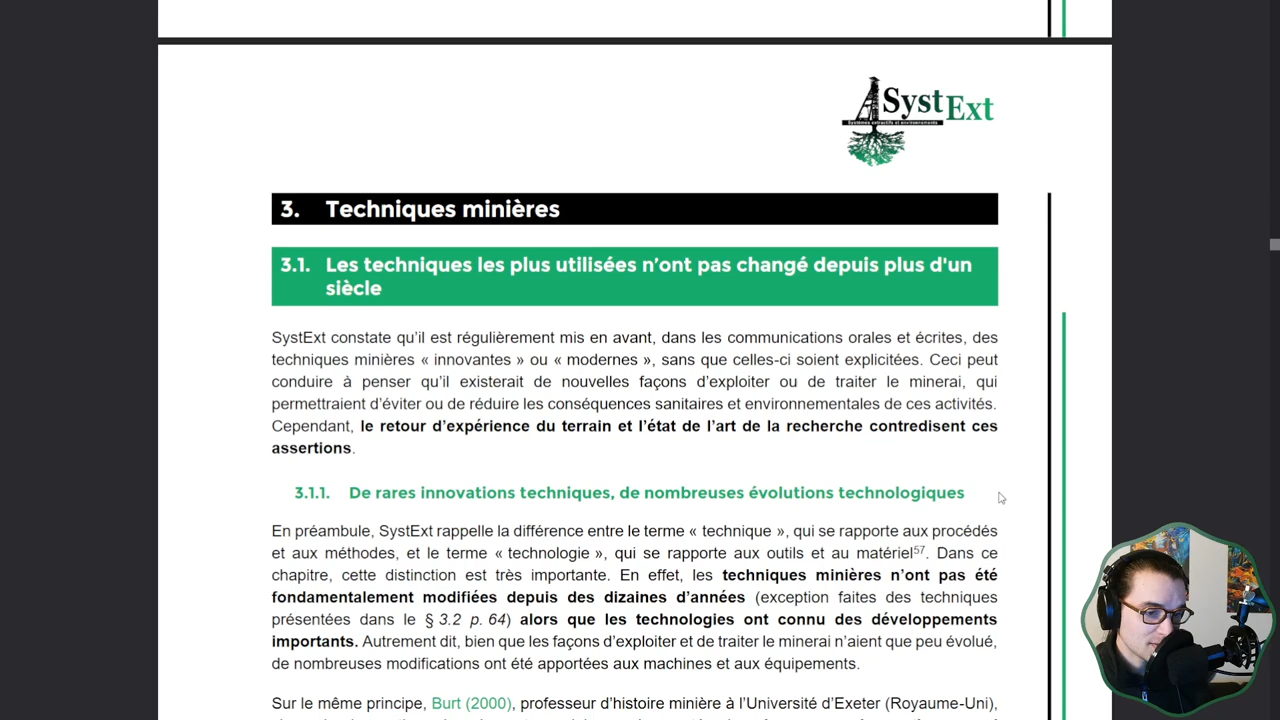 SystExt
Systèmes extractifs et environnements
3. Techniques minières
3.1. Les techniques les plus utilisées n’ont pas changé depuis plus d'un
siècle
SystExt constate qu’il est régulièrement mis en avant, dans les communications orales et écrites, des
techniques minières « innovantes » ou « modernes », sans que celles-ci soient explicitées. Ceci peut
conduire à penser qu’il existerait de nouvelles façons d’exploiter ou de traiter le minerai, qui
permettraient d’éviter ou de réduire les conséquences sanitaires et environnementales de ces activités.
Cependant, le retour d’expérience du terrain et l’état de l’art de la recherche contredisent ces
assertions.
3.1.1. De rares innovations techniques, de nombreuses évolutions technologiques
En préambule, SystExt rappelle la différence entre le terme « technique », qui se rapporte aux procédés
et aux méthodes, et le terme « technologie », qui se rapporte aux outils et au matériel57. Dans ce
chapitre, cette distinction est très importante. En effet, les techniques minières n’ont pas été
fondamentalement modifiées depuis des dizaines d’années (exception faites des techniques
présentées dans le § 3.2 p. 64) alors que les technologies ont connu des développements
importants. Autrement dit, bien que les façons d’exploiter et de traiter le minerai n’aient que peu évolué,
de nombreuses modifications ont été apportées aux machines et aux équipements.
Sur le même principe, Burt (2000), professeur d’histoire minière à l’Université d’Exeter (Royaume-Uni),